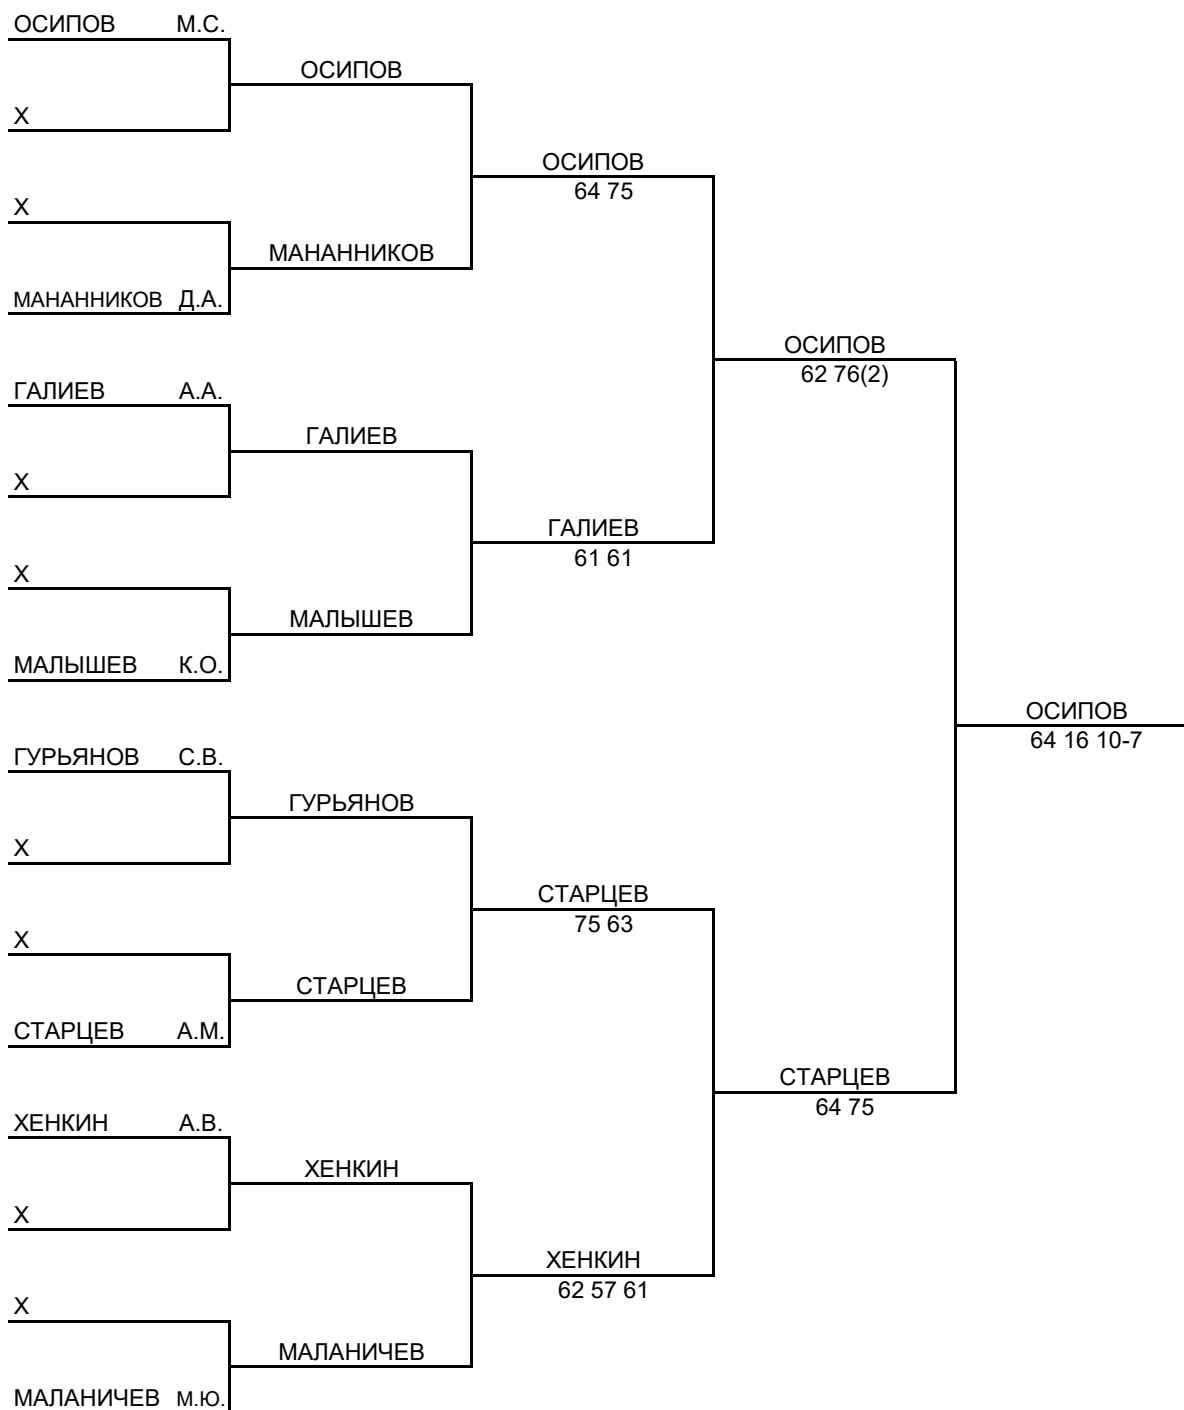 ОСИПОВ М.С.
ОСИПОВ
Х
ОСИПОВ
64 75
Х
МАНАННИКОВ
МАНАННИКОВ Д.А.
ОСИПОВ
62 76(2)
ГАЛИЕВ А.А.
ГАЛИЕВ
Х
ГАЛИЕВ
61 61
Х
МАЛЫШЕВ
МАЛЫШЕВ К.О.
ОСИПОВ
64 16 10-7
ГУРЬЯНОВ С.В.
ГУРЬЯНОВ
Х
СТАРЦЕВ
75 63
Х
СТАРЦЕВ
СТАРЦЕВ А.М.
СТАРЦЕВ
64 75
ХЕНКИН А.В.
ХЕНКИН
Х
ХЕНКИН
62 57 61
Х
МАЛАНИЧЕВ
МАЛАНИЧЕВ М.Ю.